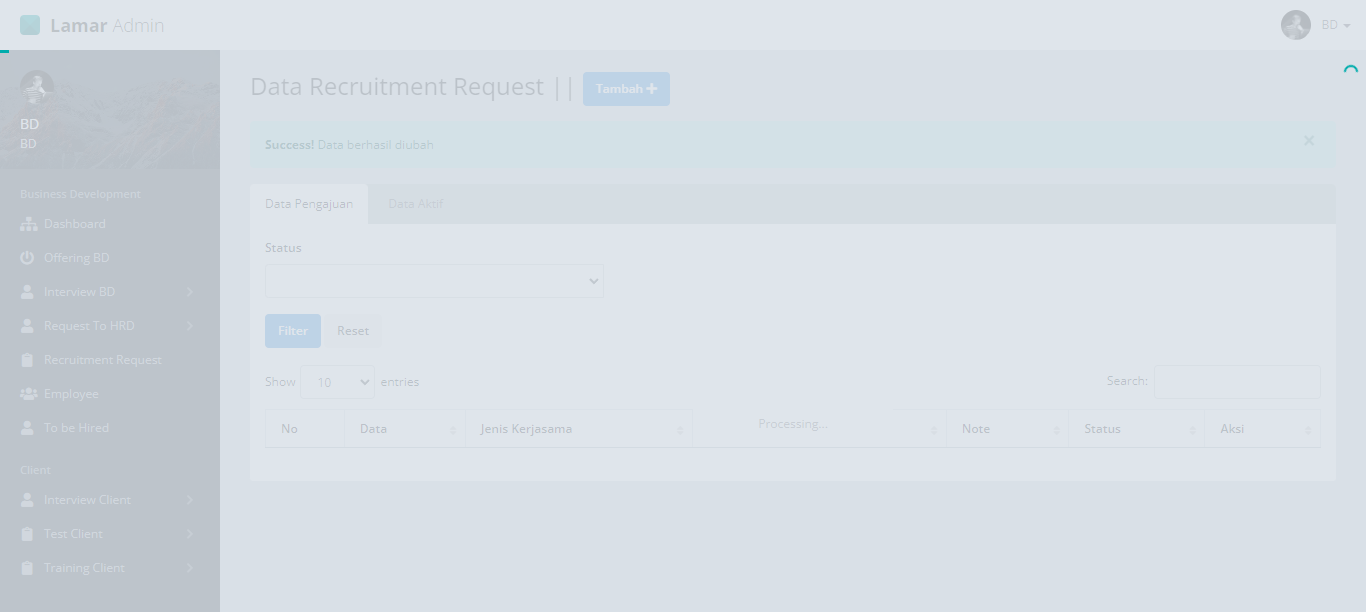 Lamar Admin
BD
BD
BD
Business Development
Dashboard
Offering BD
Interview BD
Request To HRD
Recruitment Request
Employee
To be Hired
Client
Interview Client
Test Client
Training Client
Data Recruitment Request || Tambah +
Success! Data berhasil diubah ×
Data Pengajuan Data Aktif
Status
Filter Reset
Show 10 entries Search:
Processing...
No Data Jenis Kerjasama Note Status Aksi